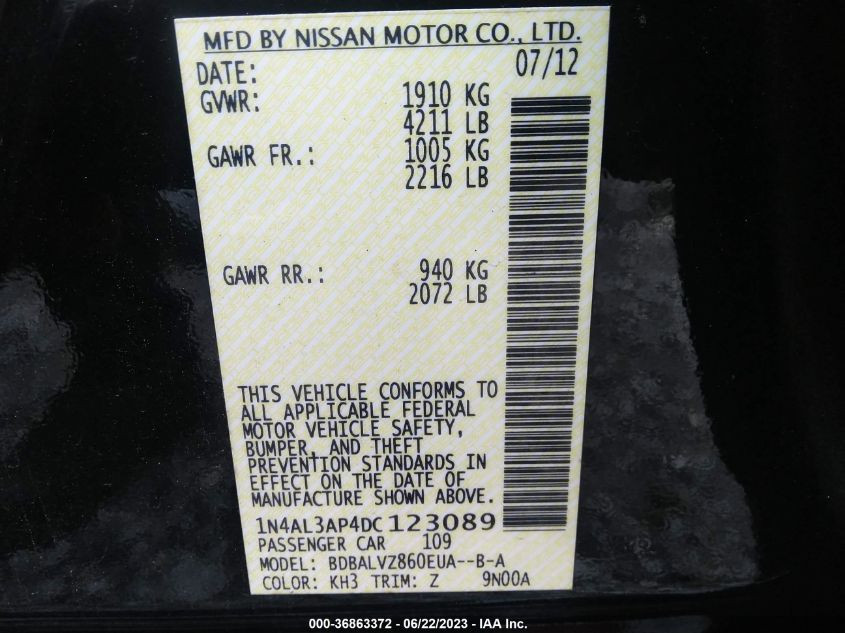 MFD BY NISSAN MOTOR CO., LTD.
DATE: 07/12
GVWR: 1910 KG
4211 LB
GAWR FR.: 1005 KG
2216 LB
GAWR RR.: 940 KG
2072 LB
THIS VEHICLE CONFORMS TO
ALL APPLICABLE FEDERAL
MOTOR VEHICLE SAFETY,
BUMPER, AND THEFT
PREVENTION STANDARDS IN
EFFECT ON THE DATE OF
MANUFACTURE SHOWN ABOVE.
1N4AL3AP4DC123089
PASSENGER CAR 109
MODEL: BDBALVZ860EUA--B-A
COLOR: KH3 TRIM: Z 9N00A
000-36863372 - 06/22/2023 - IAA Inc.